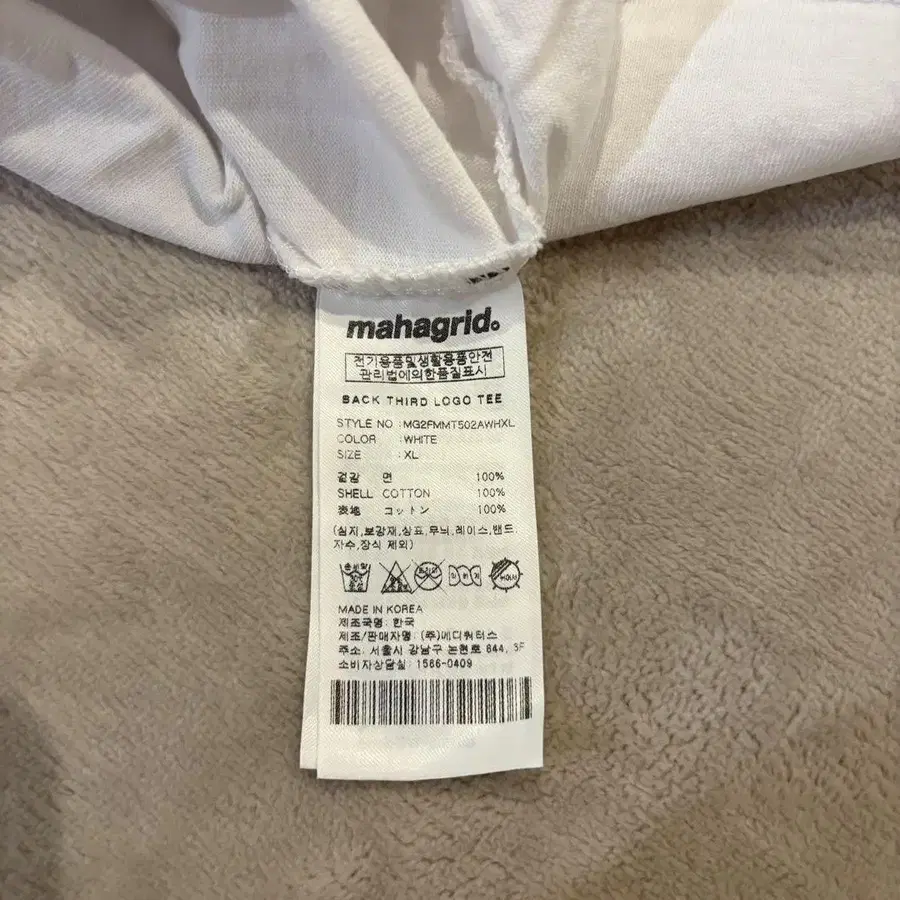 mahagrid
전기용품및생활용품안전
관리법에의한품질표시
BACK THIRD LOGO TEE
STYLE NO :MG2FMMT502AWHXL
COLOR :WHITE
SIZE :XL
겉감 면 100%
SHELL COTTON 100%
表地 コットン 100%
(심지,보강재,상표,무늬,레이스,밴드
자수,장식 제외)
손세탁
MADE IN KOREA
제조국명: 한국
제조/판매자명: (주)메디쿼터스
주소: 서울시 강남구 논현로 844, 3F
소비자상담실: 1566-0409